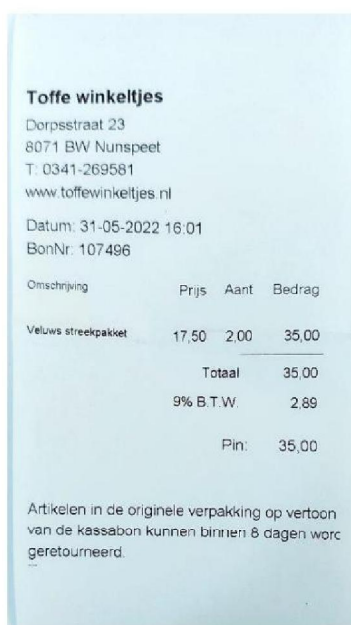 Toffe winkeltjes
Dorpsstraat 23
8071 BW Nunspeet
T: 0341-269581
www.toffewinkeltjes.nl
Datum: 31-05-2022 16:01
BonNr: 107496
Omschrijving Prijs Aant Bedrag
Veluws streekpakket 17,50 2,00 35,00
Totaal 35,00
9% B.T.W. 2,89
Pin: 35,00
Artikelen in de originele verpakking op vertoon
van de kassabon kunnen binnen 8 dagen word
geretourneerd.